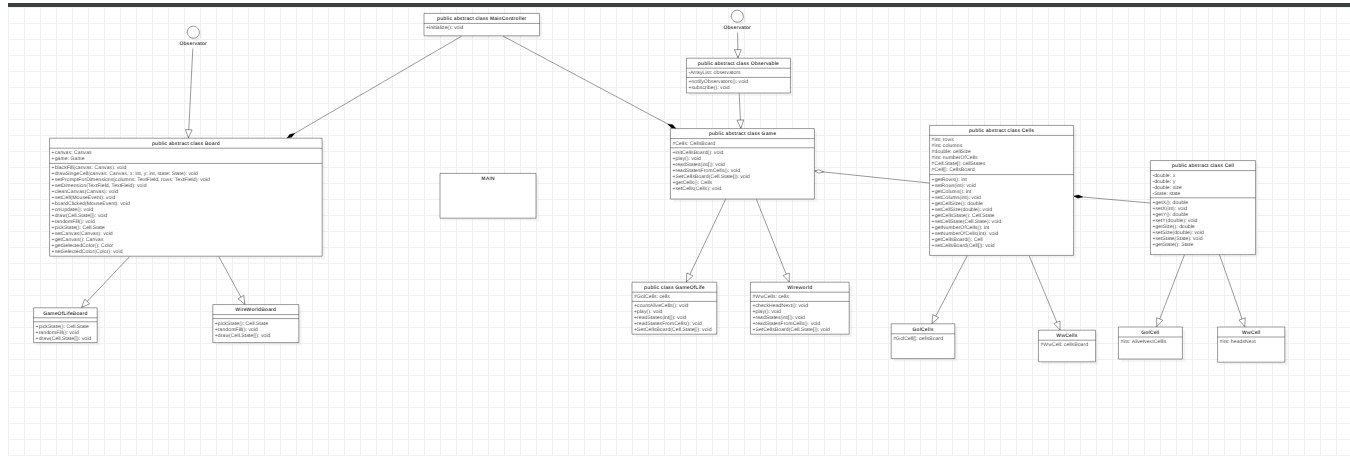 public abstract class MainController
+initialize(): void
Observator
Observator
public abstract class Observable
-ArrayList: observators
+notifyObservators(): void
+subscribe(): void
public abstract class Board
+canvas: Canvas
+game: Game
+blackFill(canvas: Canvas): void
+drawSingeCell(canvas: Canvas, x: int, y: int, state: State): void
+setPromptForDimensions(columns: TextField, rows: TextField): void
+setDimension(TextField, TextField): void
+cleanCanvas(Canvas): void
+setCell(MouseEvent): void
+boardClicked(MouseEvent): void
+onUpdate(): void
+draw(Cell.State[]): void
+randomFill(): void
+pickState(): Cell.State
+setCanvas(Canvas): void
+getCanvas(): Canvas
+getSelectedColor(): Color
+setSelectedColor(Color): void
MAIN
public abstract class Game
#Cells: CellsBoard
+initCellsBoard(): void
+play(): void
+readStates(int[]): void
+readStatesFromCells(): void
+SetCellsBoard(Cell.State[]): void
+getCells(): Cells
+setCells(Cells): void
public abstract class Cells
#int: rows
#int: columns
#double: cellSize
#int: numberOfCells
#Cell.State[]: cellStates
#Cell[]: CellsBoard
+getRows(): int
+setRows(int): void
+getColumn(): int
+setColumn(int): void
+getCellSize(): double
+setCellSize(double): void
+getCellsState(): Cell.State
+setCellState(Cell.State): void
+getNumberOfCells(): int
+setNumberOfCells(int): void
+getCellsBoard(): Cell
+setCellsBoard(Cell[]): void
public abstract class Cell
-double: x
-double: y
-double: size
-State: state
+getX(): double
+setX(int): void
+getY(): double
+setY(double): void
+getSize(): double
+setSize(double): void
+setState(State): void
+getState(): State
GameOfLifeBoard
+pickState(): Cell.State
+randomFill(): void
+draw(Cell.State[]): void
WireWorldBoard
+pickState(): Cell.State
+randomFill(): void
+draw(Cell.State[]): void
public class GameOfLife
#GolCells: cells
+countAliveCells(): void
+play(): void
+readStates(int[]): void
+readStatesFromCells(): void
+SetCellsBoard(Cell.State[]): void
Wireworld
#WwCells: cells
+checkHeadNext(): void
+play(): void
+readStates(int[]): void
+readStatesFromCells(): void
+SetCellsBoard(Cell.State[]): void
GolCells
#GolCell[]: cellsBoard
WwCells
#WwCell: cellsBoard
GolCell
#int: AliveNextCells
WwCell
#int: headsNext